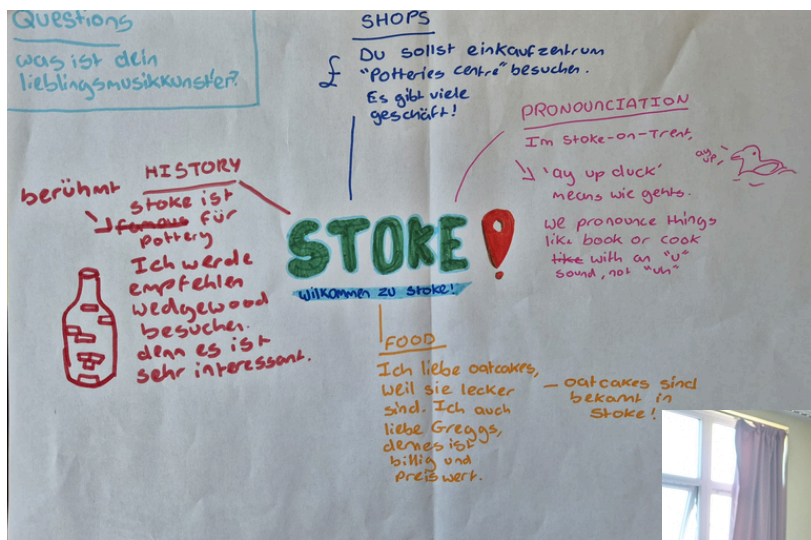 Questions
was ist dein
lieblingsmusikkunster?
SHOPS
£
Du sollst einkaufzentrum
"Potteries centre" besuchen.
Es gibt viele
geschäft!
PRONOUNCIATION
Im Stoke-on-Trent,
'ay up duck'
means wie gehts.
we pronounce things
like book or cook
like with an "u"
sound, not "uh"
ay up
HISTORY
berühmt
stoke ist
famous für
pottery
Ich werde
empfehlen
wedgewood
besuchen.
denn es ist
sehr interessant.
STOKE!
Wilkommen zu Stoke!
FOOD
Ich liebe oatcakes,
weil sie lecker
sind. Ich auch
liebe Greggs,
billig und
Preiswert.
- oatcakes sind
bekannt in
Stoke!